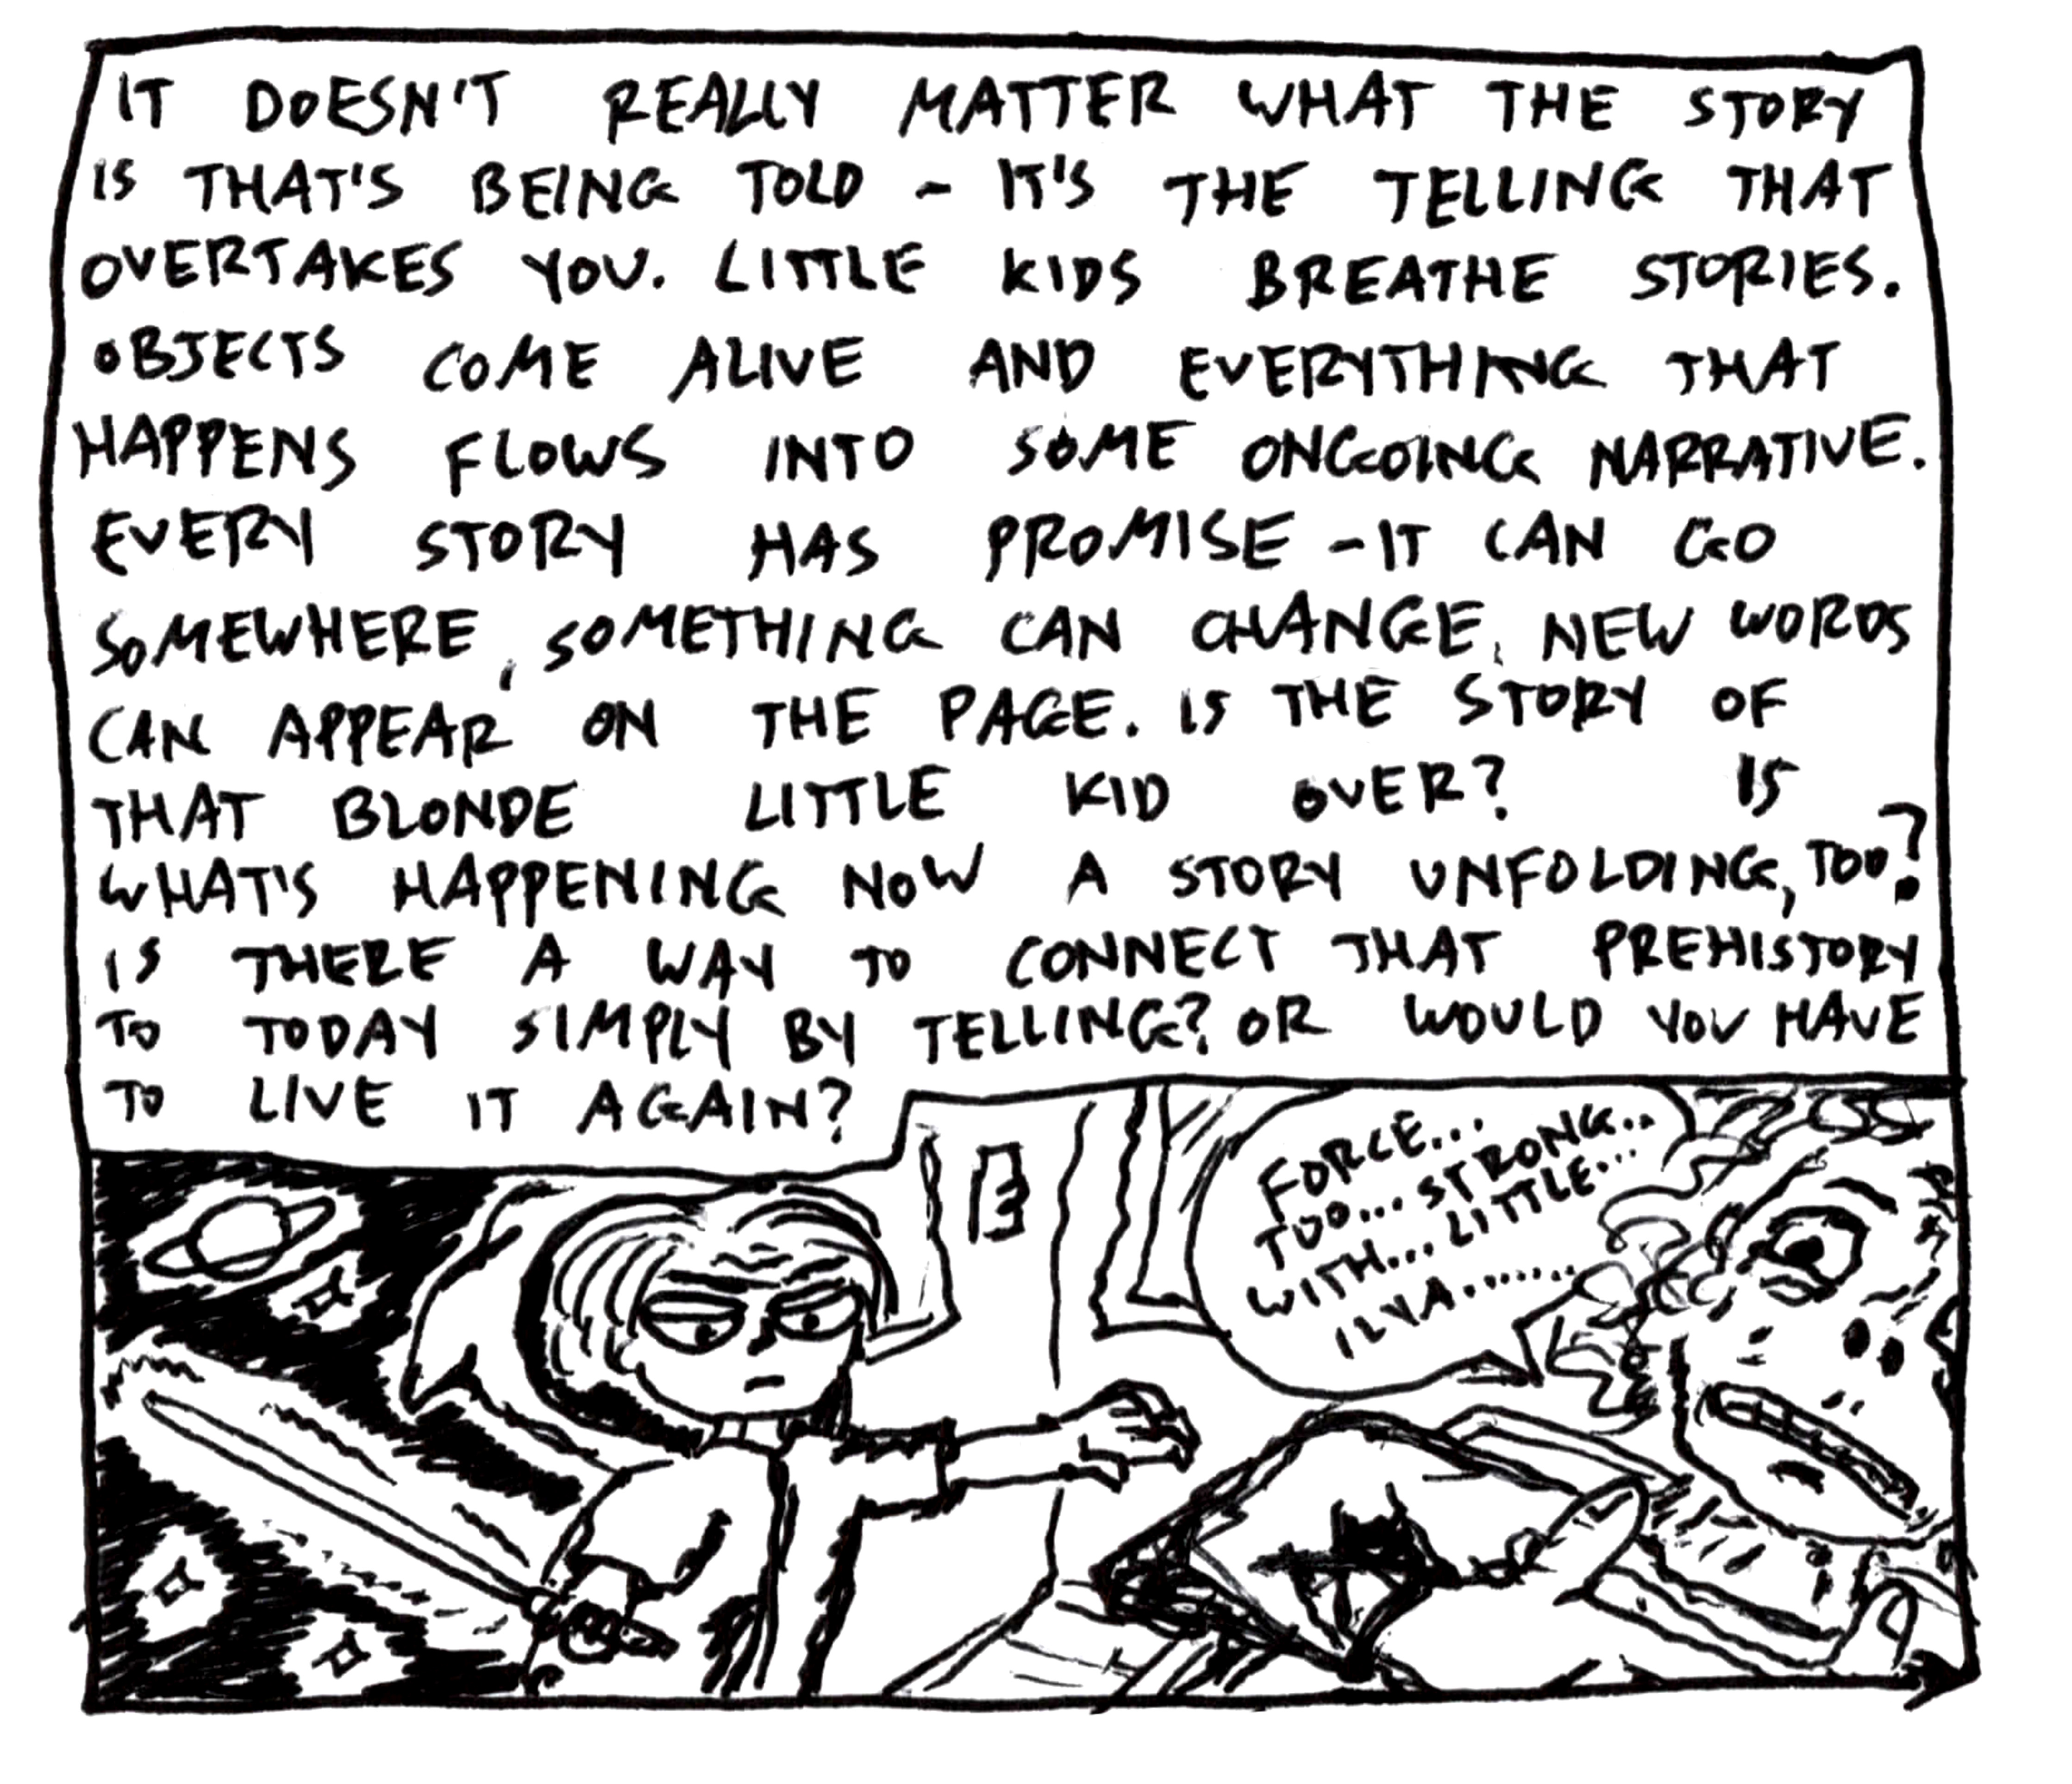 IT DOESN'T REALLY MATTER WHAT THE STORY
IS THAT'S BEING TOLD - IT'S THE TELLING THAT
OVERTAKES YOU. LITTLE KIDS BREATHE STORIES.
OBJECTS COME ALIVE AND EVERYTHING THAT
HAPPENS FLOWS INTO SOME ONGOING NARRATIVE.
EVERY STORY HAS PROMISE - IT CAN GO
SOMEWHERE, SOMETHING CAN CHANGE, NEW WORDS
CAN APPEAR ON THE PAGE. IS THE STORY OF
THAT BLONDE LITTLE KID OVER? IS
WHAT'S HAPPENING NOW A STORY UNFOLDING, TOO?
IS THERE A WAY TO CONNECT THAT PREHISTORY
TO TODAY SIMPLY BY TELLING? OR WOULD YOU HAVE
TO LIVE IT AGAIN?
FORCE...
TOO... STRONG..
WITH... LITTLE...
ILYA.......